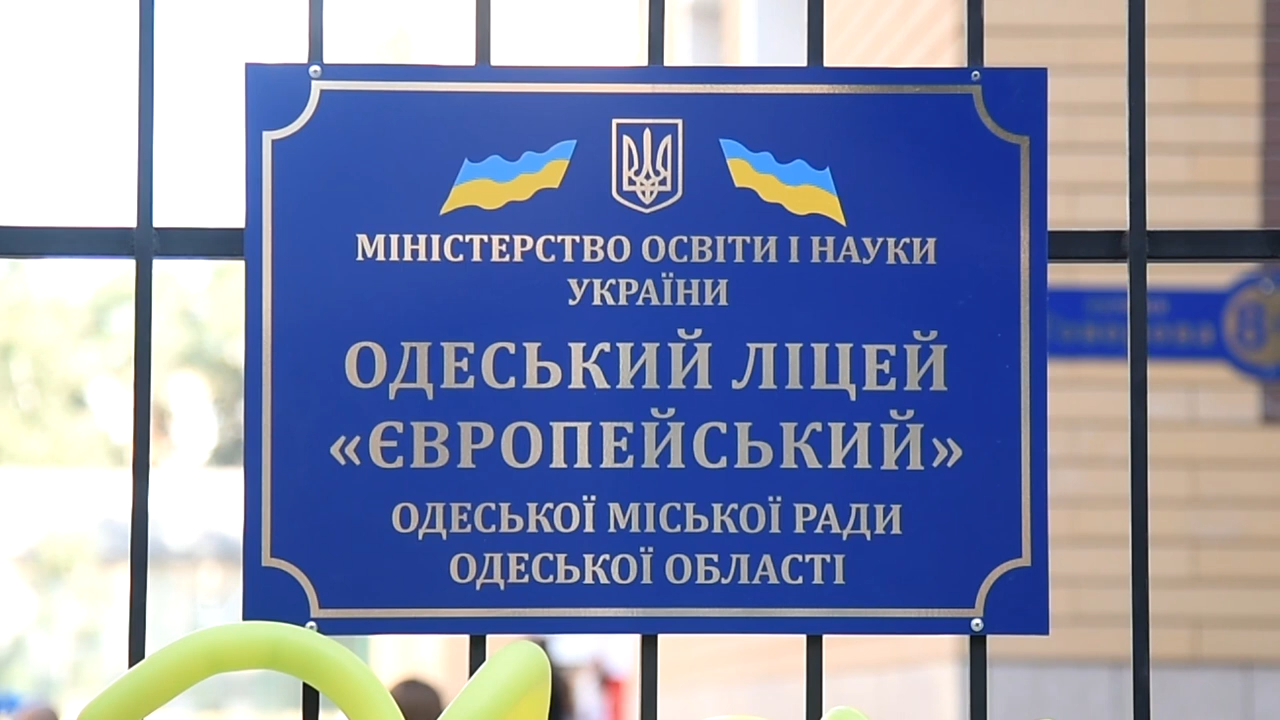 МІНІСТЕРСТВО ОСВІТИ І НАУКИ
УКРАЇНИ
ОДЕСЬКИЙ ЛІЦЕЙ
«ЄВРОПЕЙСЬКИЙ»
ОДЕСЬКОЇ МІСЬКОЇ РАДИ
ОДЕСЬКОЇ ОБЛАСТІ